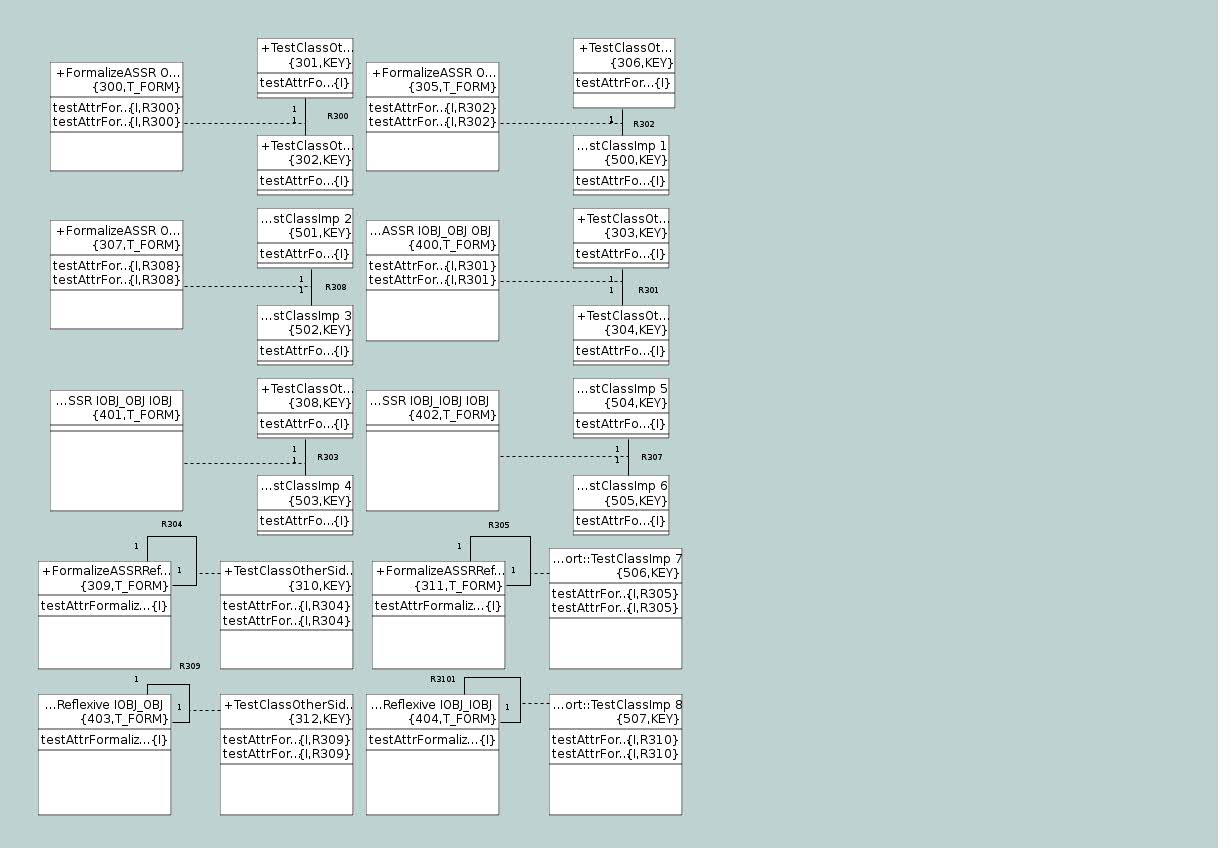 +FormalizeASSR O...
{300,T_FORM}
testAttrFor...{I,R300}
testAttrFor...{I,R300}
+TestClassOt...
{301,KEY}
testAttrFo...{I}
1
1
R300
+TestClassOt...
{302,KEY}
testAttrFo...{I}
+FormalizeASSR O...
{305,T_FORM}
testAttrFor...{I,R302}
testAttrFor...{I,R302}
+TestClassOt...
{306,KEY}
testAttrFor...{I}
1
R302
...stClassImp 1
{500,KEY}
testAttrFo...{I}
+FormalizeASSR O...
{307,T_FORM}
testAttrFor...{I,R308}
testAttrFor...{I,R308}
...stClassImp 2
{501,KEY}
testAttrFo...{I}
1
1
R308
...stClassImp 3
{502,KEY}
testAttrFo...{I}
...ASSR IOBJ_OBJ OBJ
{400,T_FORM}
testAttrFor...{I,R301}
testAttrFor...{I,R301}
+TestClassOt...
{303,KEY}
testAttrFo...{I}
1
1
R301
+TestClassOt...
{304,KEY}
testAttrFo...{I}
...SSR IOBJ_OBJ IOBJ
{401,T_FORM}
+TestClassOt...
{308,KEY}
testAttrFo...{I}
1
1
R303
...stClassImp 4
{503,KEY}
testAttrFo...{I}
...SSR IOBJ_IOBJ IOBJ
{402,T_FORM}
...stClassImp 5
{504,KEY}
testAttrFo...{I}
1
1
R307
...stClassImp 6
{505,KEY}
testAttrFo...{I}
R304
1
1
+FormalizeASSRRef...
{309,T_FORM}
testAttrFormaliz...{I}
+TestClassOtherSid...
{310,KEY}
testAttrFor...{I,R304}
testAttrFor...{I,R304}
R305
1
1
+FormalizeASSRRef...
{311,T_FORM}
testAttrFormaliz...{I}
...ort::TestClassImp 7
{506,KEY}
testAttrFor...{I,R305}
testAttrFor...{I,R305}
R309
1
1
...Reflexive IOBJ_OBJ
{403,T_FORM}
testAttrFormaliz...{I}
+TestClassOtherSid...
{312,KEY}
testAttrFor...{I,R309}
testAttrFor...{I,R309}
R3101
1
...Reflexive IOBJ_IOBJ
{404,T_FORM}
testAttrFormaliz...{I}
...ort::TestClassImp 8
{507,KEY}
testAttrFor...{I,R310}
testAttrFor...{I,R310}